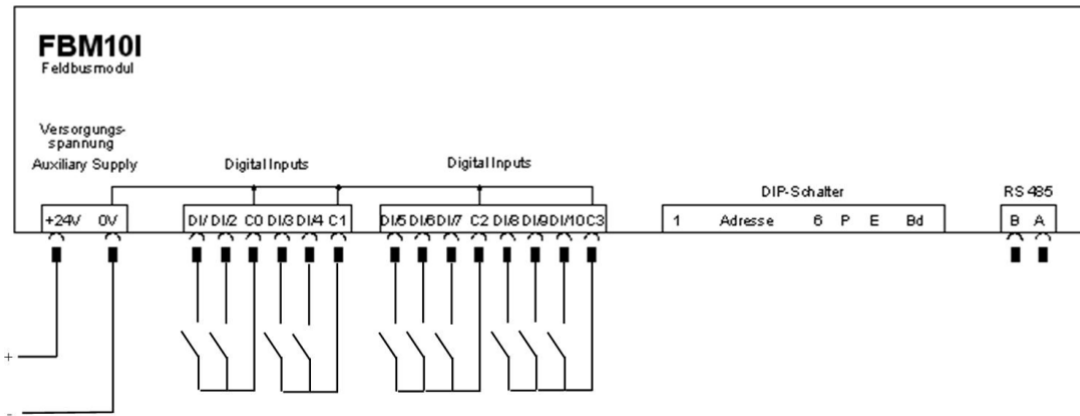 FBM10I
Feldbusmodul
Versorgungs-
spannung
Auxiliary Supply
Digital Inputs
Digital Inputs
DIP-Schalter
RS 485
+24V 0V
DI/ DI/2 C0 DI/3 DI/4 C1
DI/5 DI/6 DI/7 C2 DI/8 DI/9 DI/10 C3
1 Adresse 6 P E Bd
B A
+
-